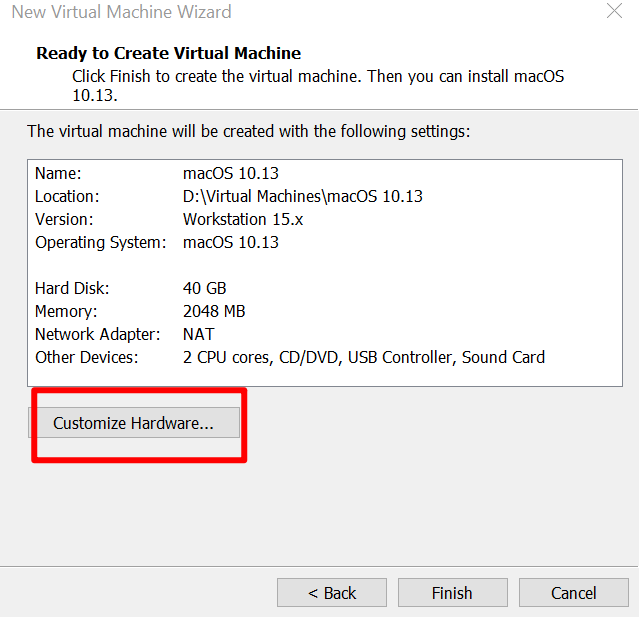 New Virtual Machine Wizard
Ready to Create Virtual Machine
Click Finish to create the virtual machine. Then you can install macOS
10.13.
The virtual machine will be created with the following settings:
Name: macOS 10.13
Location: D:\Virtual Machines\macOS 10.13
Version: Workstation 15.x
Operating System: macOS 10.13
Hard Disk: 40 GB
Memory: 2048 MB
Network Adapter: NAT
Other Devices: 2 CPU cores, CD/DVD, USB Controller, Sound Card
Customize Hardware...
< Back Finish Cancel